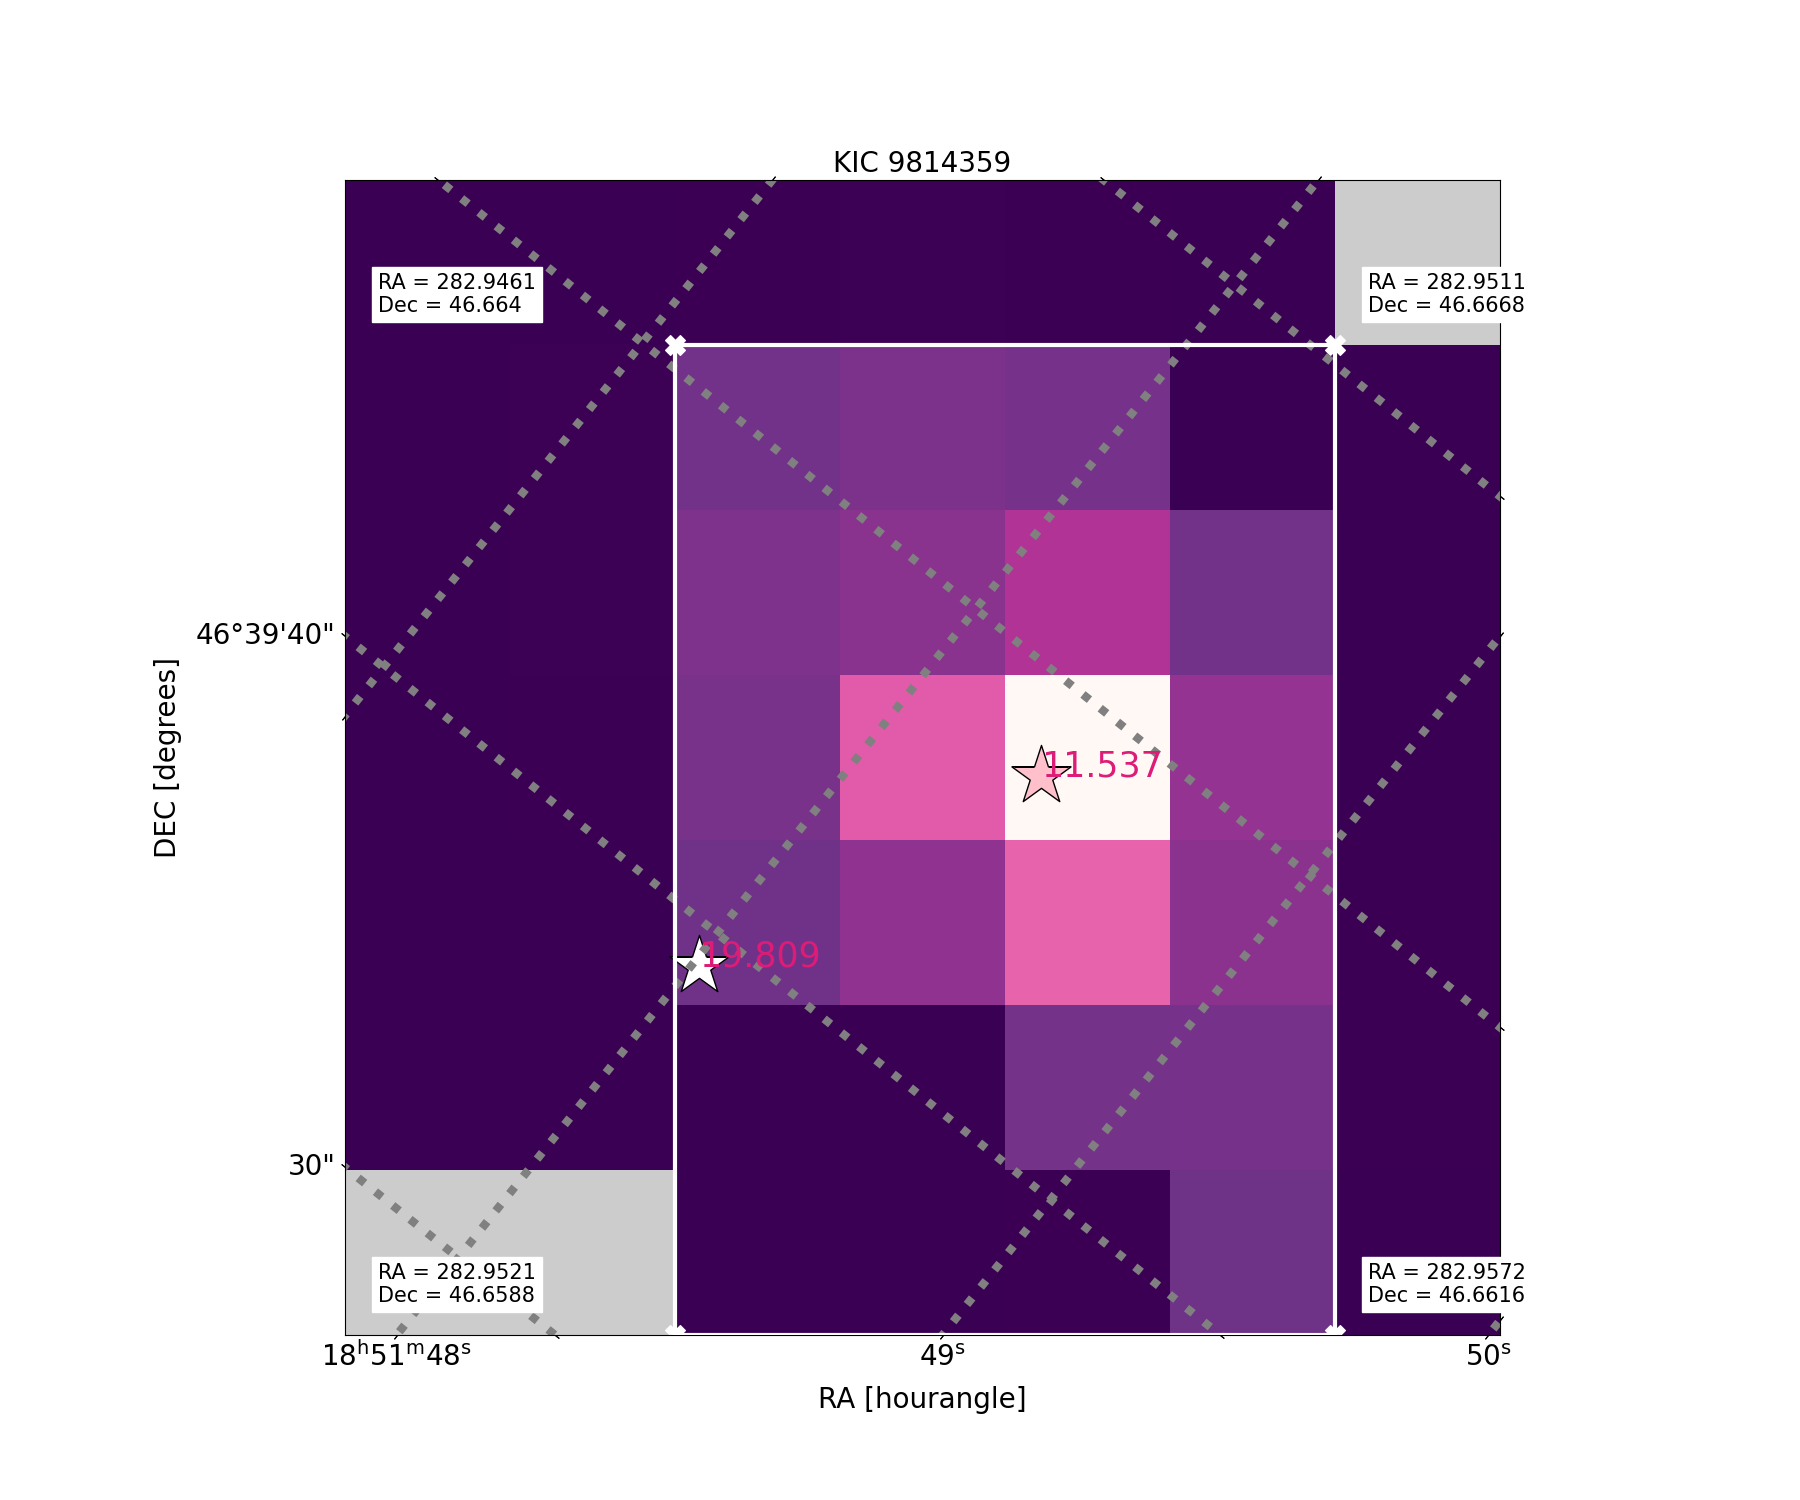 KIC 9814359
RA = 282.9461
Dec = 46.664
RA = 282.9511
Dec = 46.6668
46°39'40"
11.537
DEC [degrees]
19.809
30"
RA = 282.9521
Dec = 46.6588
RA = 282.9572
Dec = 46.6616
18h51m48s
49s
50s
RA [hourangle]